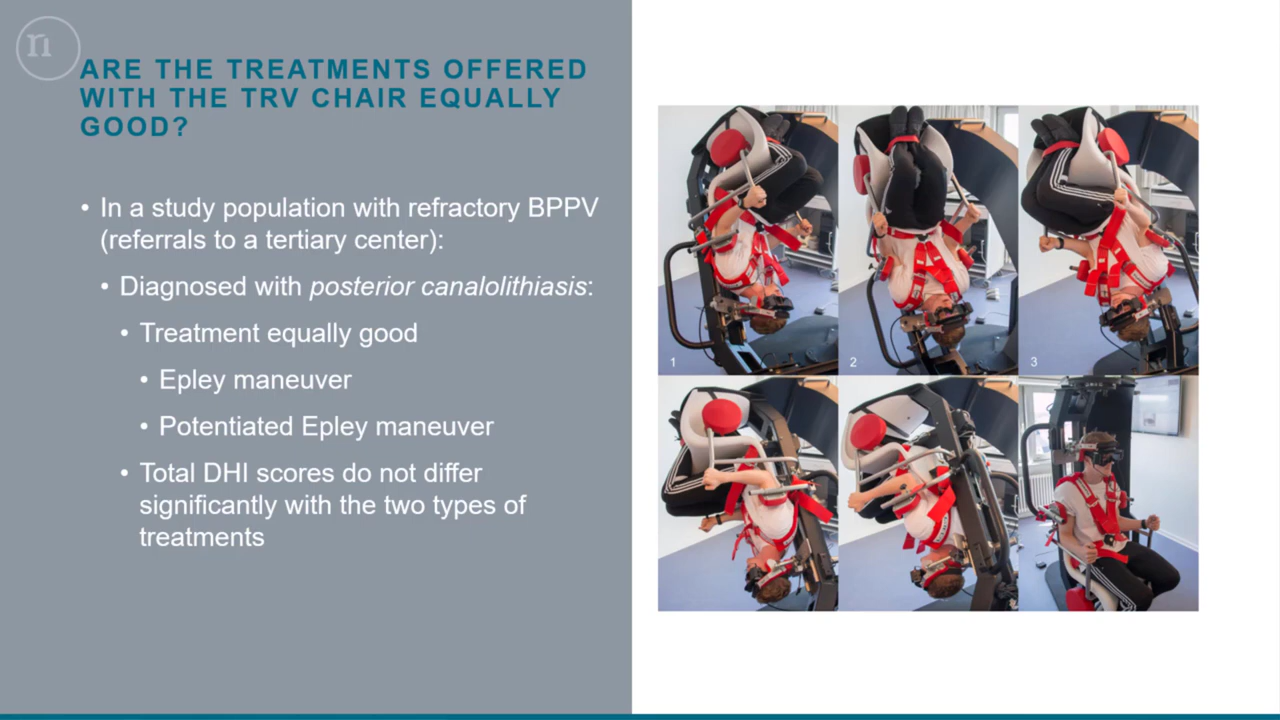 n
ARE THE TREATMENTS OFFERED
WITH THE TRV CHAIR EQUALLY
GOOD?
• In a study population with refractory BPPV
(referrals to a tertiary center):
• Diagnosed with posterior canalolithiasis:
• Treatment equally good
• Epley maneuver
• Potentiated Epley maneuver
• Total DHI scores do not differ
significantly with the two types of
treatments
1
2
3